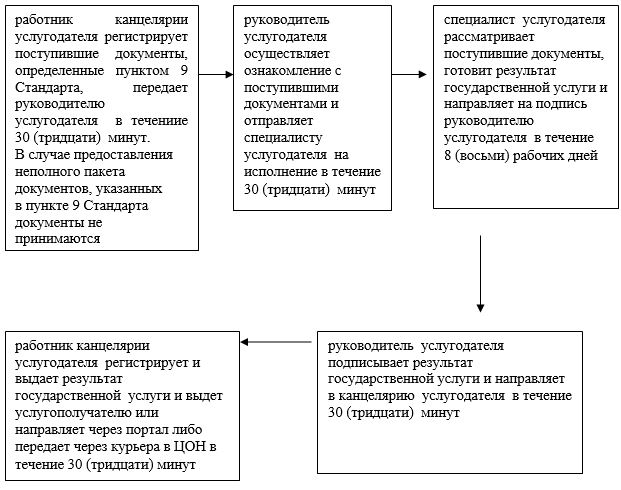 работник канцелярии
услугодателя регистрирует
поступившие документы,
определенные пунктом 9
Стандарта, передает
руководителю
услугодателя в течениие
30 (тридцати) минут.
В случае предоставления
неполного пакета
документов, указанных
в пункте 9 Стандарта
документы не
принимаются
руководитель
услугодателя
осуществляет
ознакомление с
поступившими
документами и
отправляет
специалисту
услугодателя на
исполнение в течение
30 (тридцати) минут
специалист услугодателя
рассматривает
поступившие документы,
готовит результат
государственной услуги и
направляет на подпись
руководителю
услугодателя в течение
8 (восьми) рабочих дней
руководитель услугодателя
подписывает результат
государственной услуги и направляет
в канцелярию услугодателя в течение
30 (тридцати) минут
работник канцелярии
услугодателя регистрирует и
выдает результат
государственной услуги и выдет
услугополучателю или
направляет через портал либо
передает через курьера в ЦОН в
течение 30 (тридцати) минут